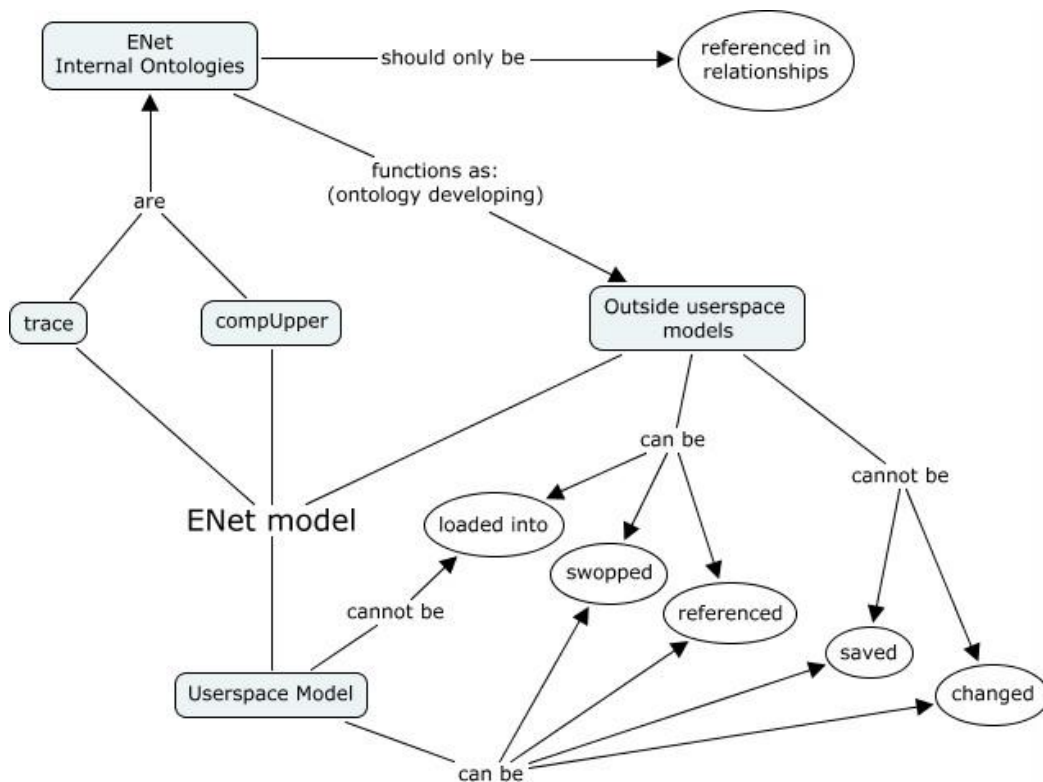 ENet
Internal Ontologies
should only be
referenced in
relationships
functions as:
(ontology developing)
are
trace
compUpper
Outside userspace
models
can be
cannot be
ENet model
loaded into
swopped
referenced
cannot be
saved
changed
Userspace Model
can be